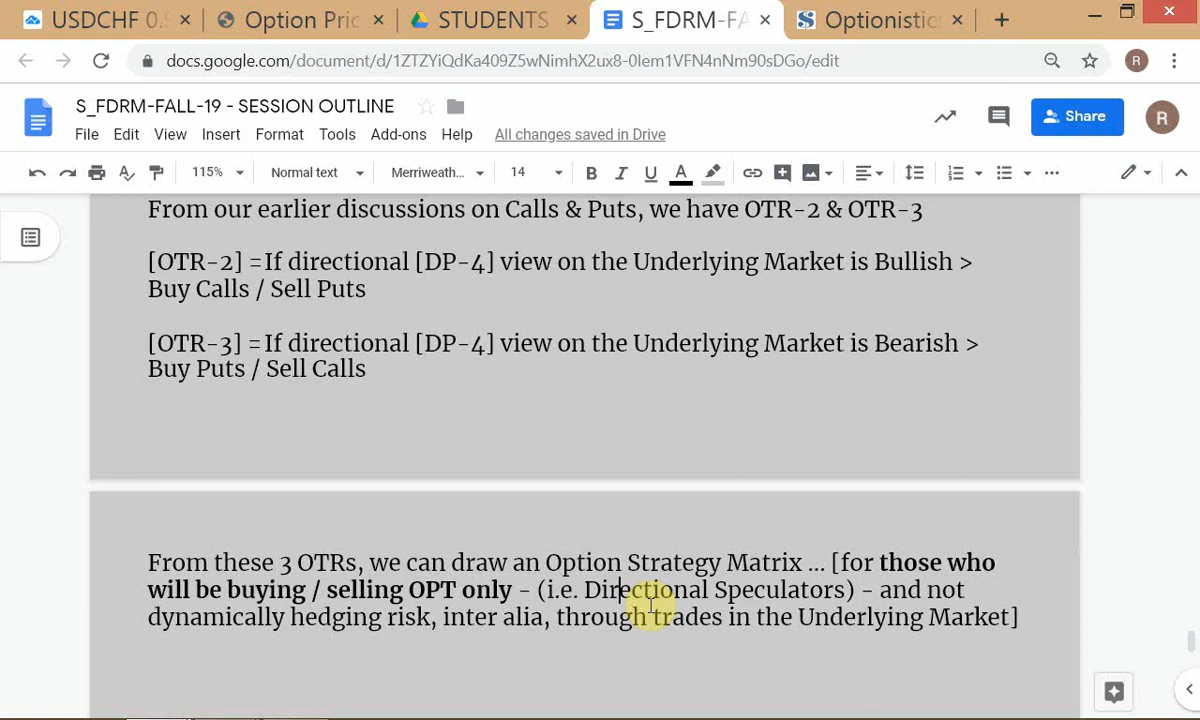 USDCHF 0.
Option Pric
STUDENTS
S_FDRM-FA
Optionistic
docs.google.com/document/d/1ZTZYiQdKa409Z5wNimhX2ux8-0Iem1VFN4nNm90sDGo/edit
R
S_FDRM-FALL-19 - SESSION OUTLINE
File Edit View Insert Format Tools Add-ons Help All changes saved in Drive
Share
R
115% Normal text Merriweath... 14 B I U A
From our earlier discussions on Calls & Puts, we have OTR-2 & OTR-3
[OTR-2] =If directional [DP-4] view on the Underlying Market is Bullish >
Buy Calls / Sell Puts
[OTR-3] =If directional [DP-4] view on the Underlying Market is Bearish >
Buy Puts / Sell Calls
From these 3 OTRs, we can draw an Option Strategy Matrix ... [for those who
will be buying / selling OPT only - (i.e. Directional Speculators) - and not
dynamically hedging risk, inter alia, through trades in the Underlying Market]